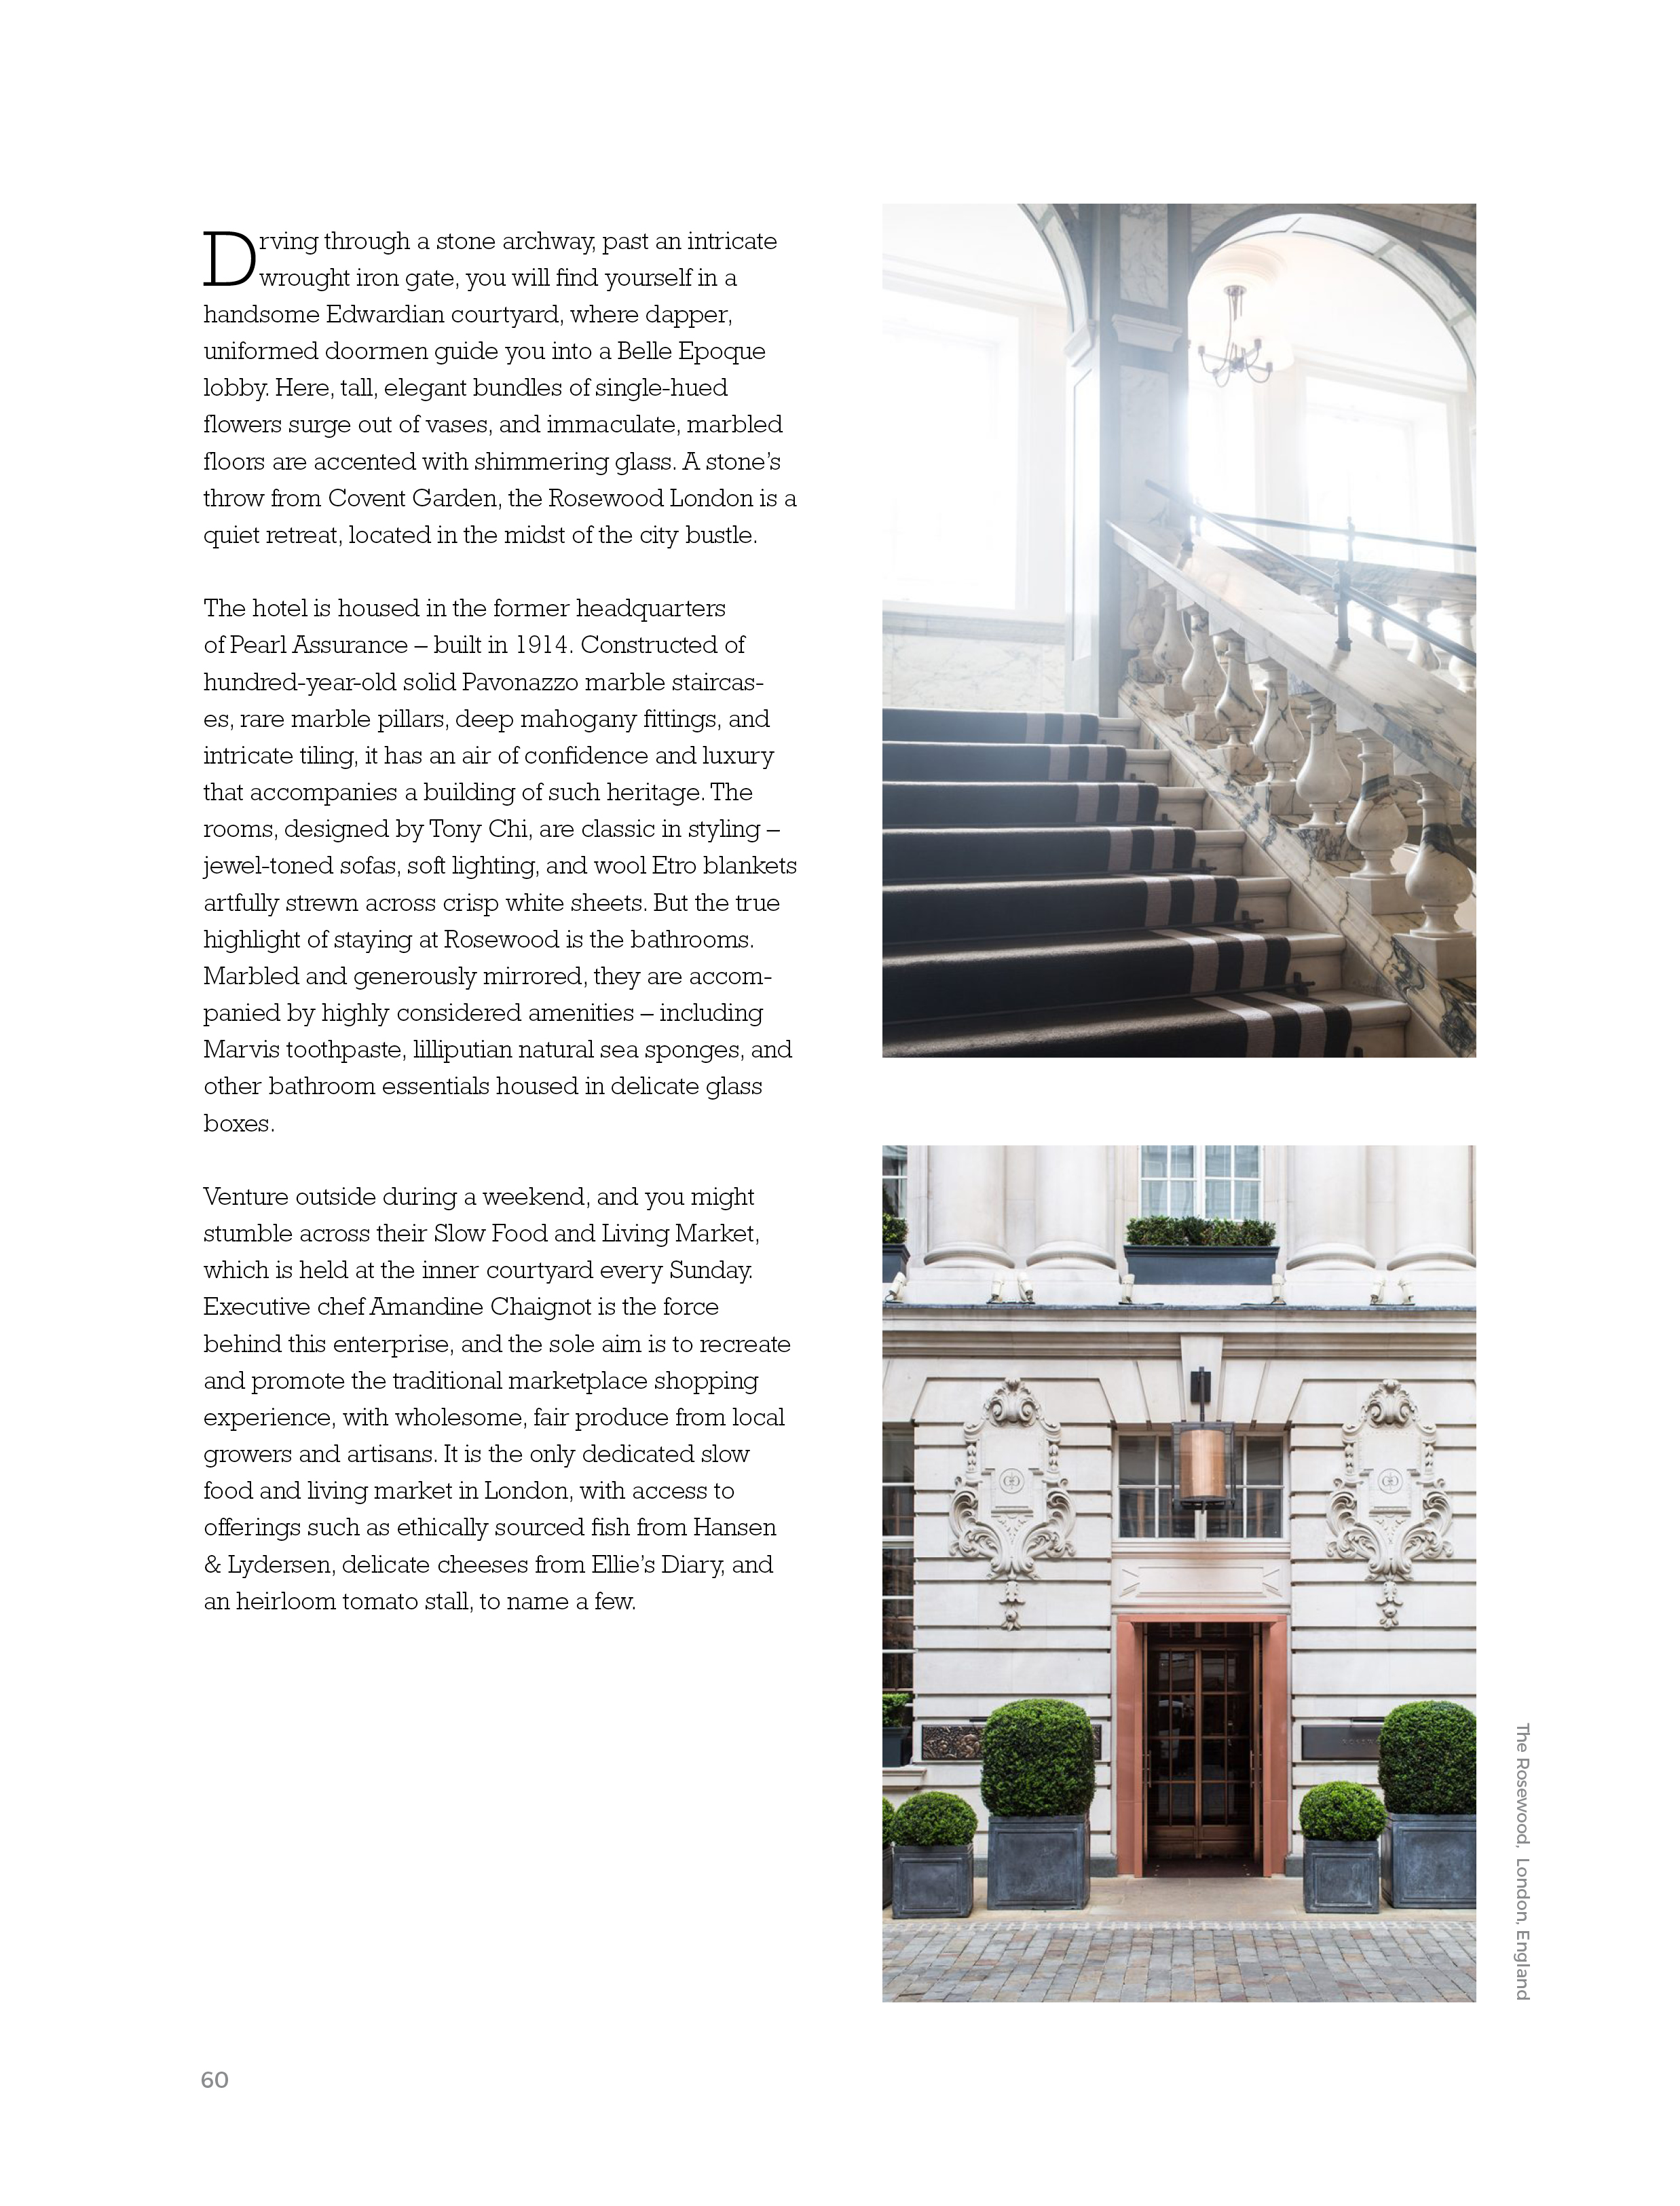 Drving through a stone archway, past an intricate
wrought iron gate, you will find yourself in a
handsome Edwardian courtyard, where dapper,
uniformed doormen guide you into a Belle Epoque
lobby. Here, tall, elegant bundles of single-hued
flowers surge out of vases, and immaculate, marbled
floors are accented with shimmering glass. A stone’s
throw from Covent Garden, the Rosewood London is a
quiet retreat, located in the midst of the city bustle.
The hotel is housed in the former headquarters
of Pearl Assurance – built in 1914. Constructed of
hundred-year-old solid Pavonazzo marble staircas-
es, rare marble pillars, deep mahogany fittings, and
intricate tiling, it has an air of confidence and luxury
that accompanies a building of such heritage. The
rooms, designed by Tony Chi, are classic in styling –
jewel-toned sofas, soft lighting, and wool Etro blankets
artfully strewn across crisp white sheets. But the true
highlight of staying at Rosewood is the bathrooms.
Marbled and generously mirrored, they are accom-
panied by highly considered amenities – including
Marvis toothpaste, lilliputian natural sea sponges, and
other bathroom essentials housed in delicate glass
boxes.
Venture outside during a weekend, and you might
stumble across their Slow Food and Living Market,
which is held at the inner courtyard every Sunday.
Executive chef Amandine Chaignot is the force
behind this enterprise, and the sole aim is to recreate
and promote the traditional marketplace shopping
experience, with wholesome, fair produce from local
growers and artisans. It is the only dedicated slow
food and living market in London, with access to
offerings such as ethically sourced fish from Hansen
& Lydersen, delicate cheeses from Ellie’s Diary, and
an heirloom tomato stall, to name a few.
The Rosewood, London, England
60